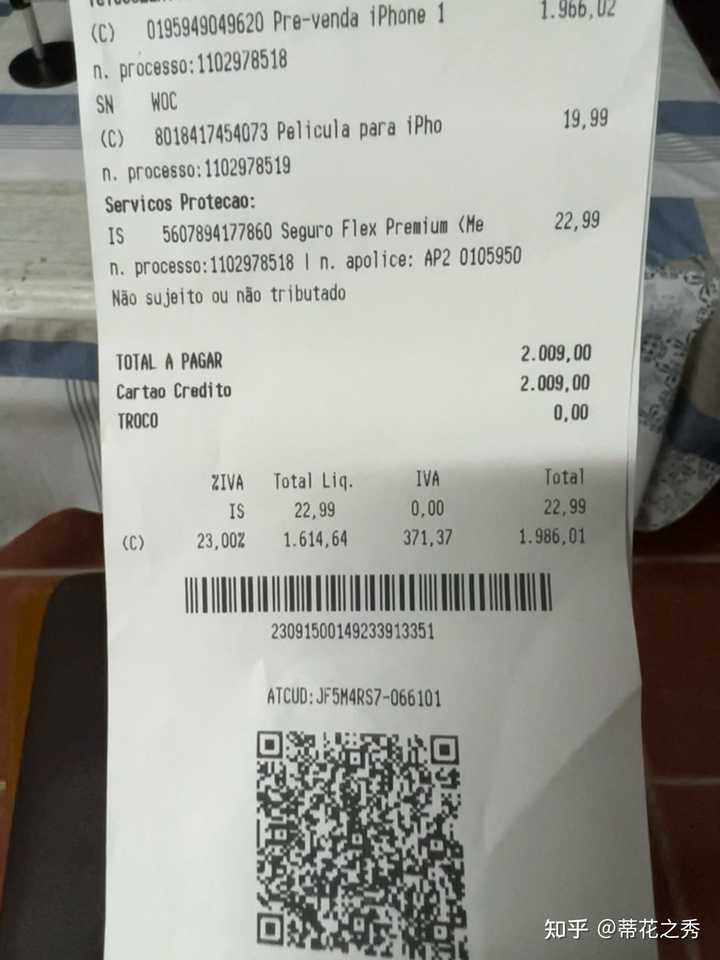 (C) 0195949049620 Pre-venda iPhone 1 1.966,02
n. processo:1102978518
SN WOC
(C) 8018417454073 Pelicula para iPho 19,99
n. processo:1102978519
Servicos Protecao:
IS 5607894177860 Seguro Flex Premium (Me 22,99
n. processo:1102978518 | n. apolice: AP2 0105950
Não sujeito ou não tributado
TOTAL A PAGAR 2.009,00
Cartao Credito 2.009,00
TROCO 0,00
%IVA Total Liq. IVA Total
IS 22,99 0,00 22,99
(C) 23,00% 1.614,64 371,37 1.986,01
23091500149233913351
ATCUD:JF5M4RS7-066101
知乎 @蒂花之秀